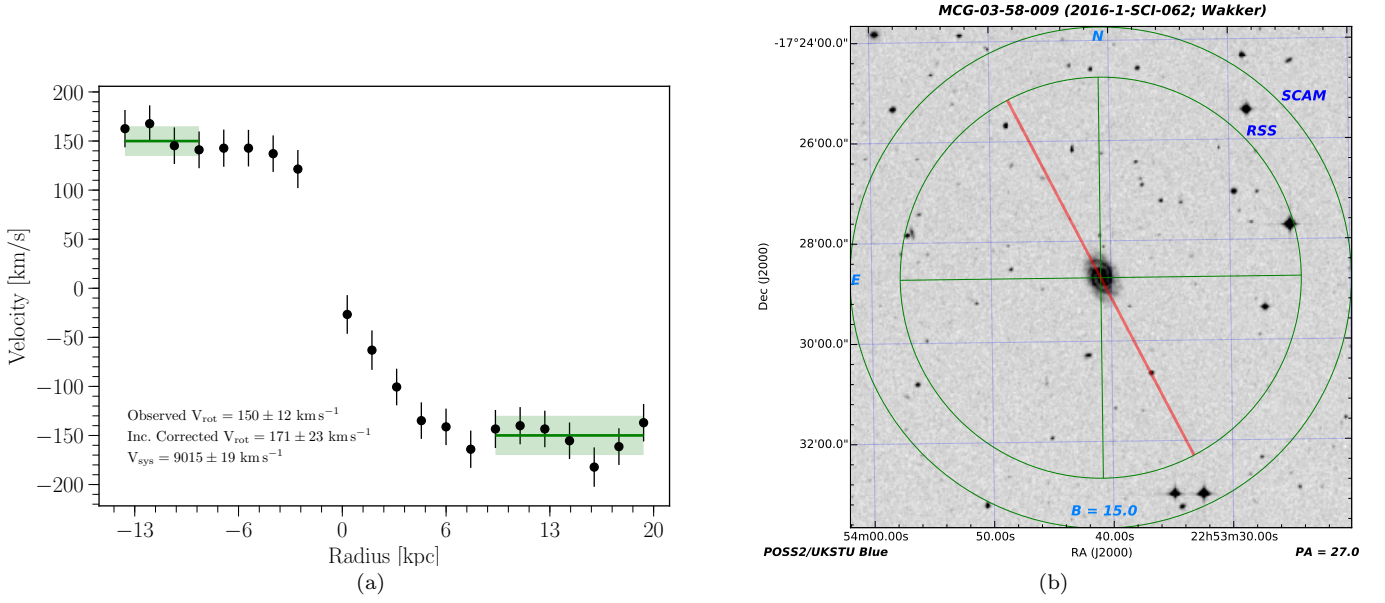 200
150
100
50
0
−50
−100
−150
−200
Velocity [km/s]
Observed V_rot = 150 ± 12 km s⁻¹
Inc. Corrected V_rot = 171 ± 23 km s⁻¹
V_sys = 9015 ± 19 km s⁻¹
−13 −6 0 6 13 20
Radius [kpc]
(a)
MCG-03-58-009 (2016-1-SCI-062; Wakker)
-17°24'00.0"
26'00.0"
28'00.0"
30'00.0"
32'00.0"
Dec (J2000)
N
SCAM
RSS
E
B = 15.0
54m00.00s 50.00s 40.00s 22h53m30.00s
POSS2/UKSTU Blue RA (J2000) PA = 27.0
(b)